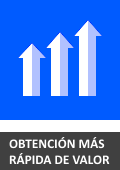 OBTENCIÓN MÁS
RÁPIDA DE VALOR